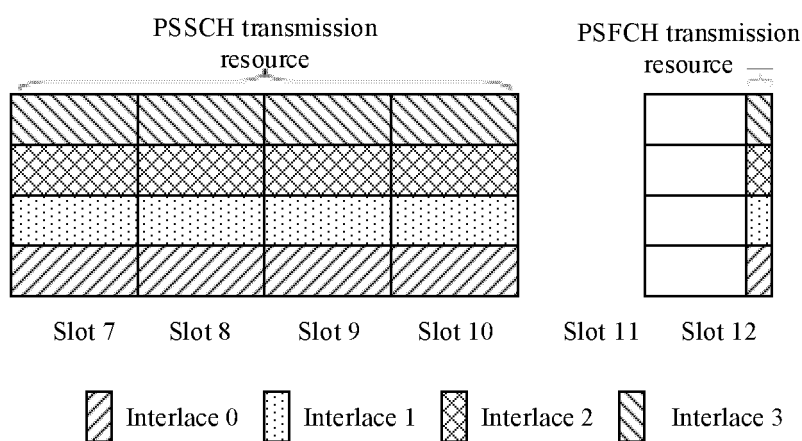 PSSCH transmission
resource
PSFCH transmission
resource
Slot 7 Slot 8 Slot 9 Slot 10 Slot 11 Slot 12
Interlace 0 Interlace 1 Interlace 2 Interlace 3